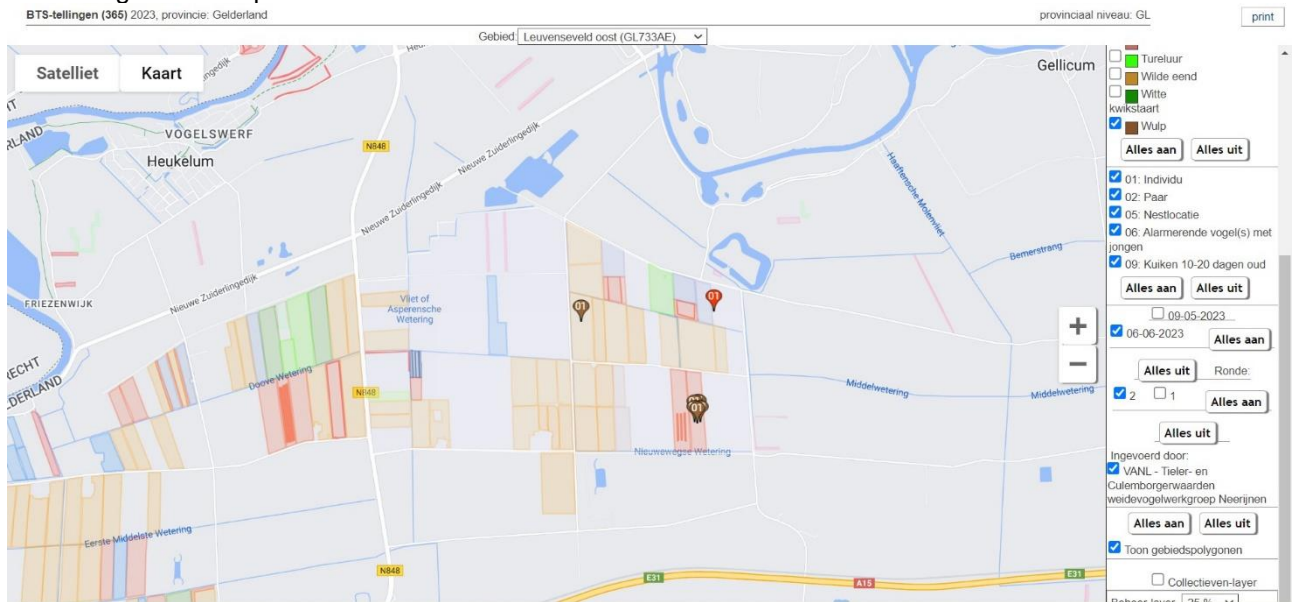 BTS-tellingen (365) 2023, provincie: Gelderland
provinciaal niveau: GL
print
Gebied: Leuvenseveld oost (GL733AE)
Satelliet
Kaart
VOGELSWERF
Heukelum
N848
Nieuwe Zuiderlingedijk
Nieuwe Zuiderlingedijk
Nieuwe Zuiderlingedijk
Gellicum
Haaftensche Molenvliet
Bemerstrang
FRIEZENWIJK
Vliet of
Asperensche
Wetering
01
01
01
Doove Wetering
N848
Middelwetering
Middelwetering
Nieuwewegse Wetering
Eerste Middelste Wetering
N848
E31
A15
E31
+
−
Tureluur
Wilde eend
Witte
kwikstaart
Wulp
Alles aan Alles uit
01: Individu
02: Paar
05: Nestlocatie
06: Alarmerende vogel(s) met
jongen
09: Kuiken 10-20 dagen oud
Alles aan Alles uit
09-05-2023
06-06-2023 Alles aan
Alles uit Ronde:
2 1 Alles aan
Alles uit
Ingevoerd door:
VANL - Tieler- en
Culemborgerwaarden
weidevogelwerkgroep Neerijnen
Alles aan Alles uit
Toon gebiedspolygonen
Collectieven-layer
Beheer layer 25 %